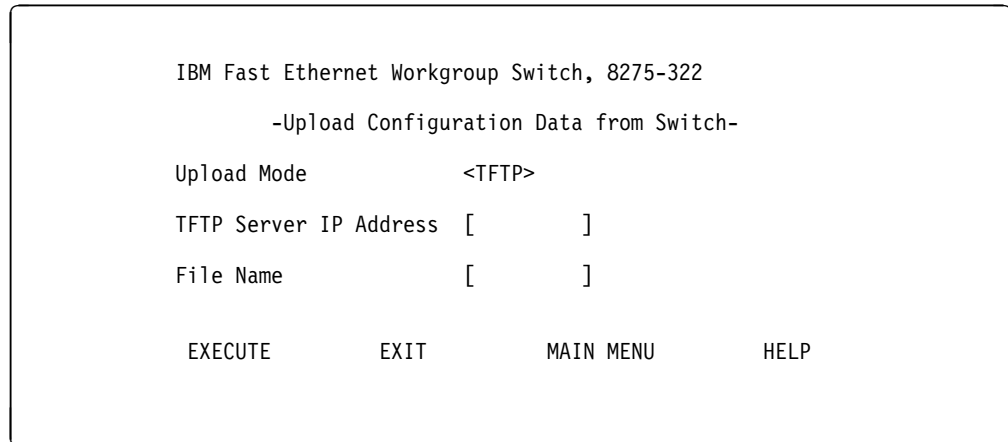 IBM Fast Ethernet Workgroup Switch, 8275-322
-Upload Configuration Data from Switch-
Upload Mode <TFTP>
TFTP Server IP Address [ ]
File Name [ ]
EXECUTE EXIT MAIN MENU HELP